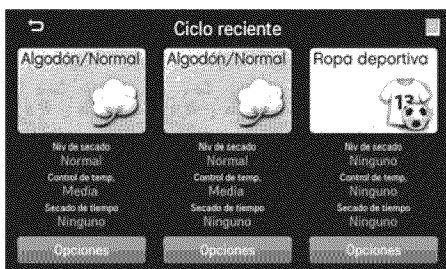 Ciclo reciente
Algodón/Normal
Algodón/Normal
Ropa deportiva
13
Niv de secado
Normal
Control de temp.
Media
Secado de tiempo
Ninguno
Opciones
Niv de secado
Normal
Control de temp.
Media
Secado de tiempo
Ninguno
Opciones
Niv de secado
Ninguno
Control de temp.
Ninguno
Secado de tiempo
Ninguno
Opciones